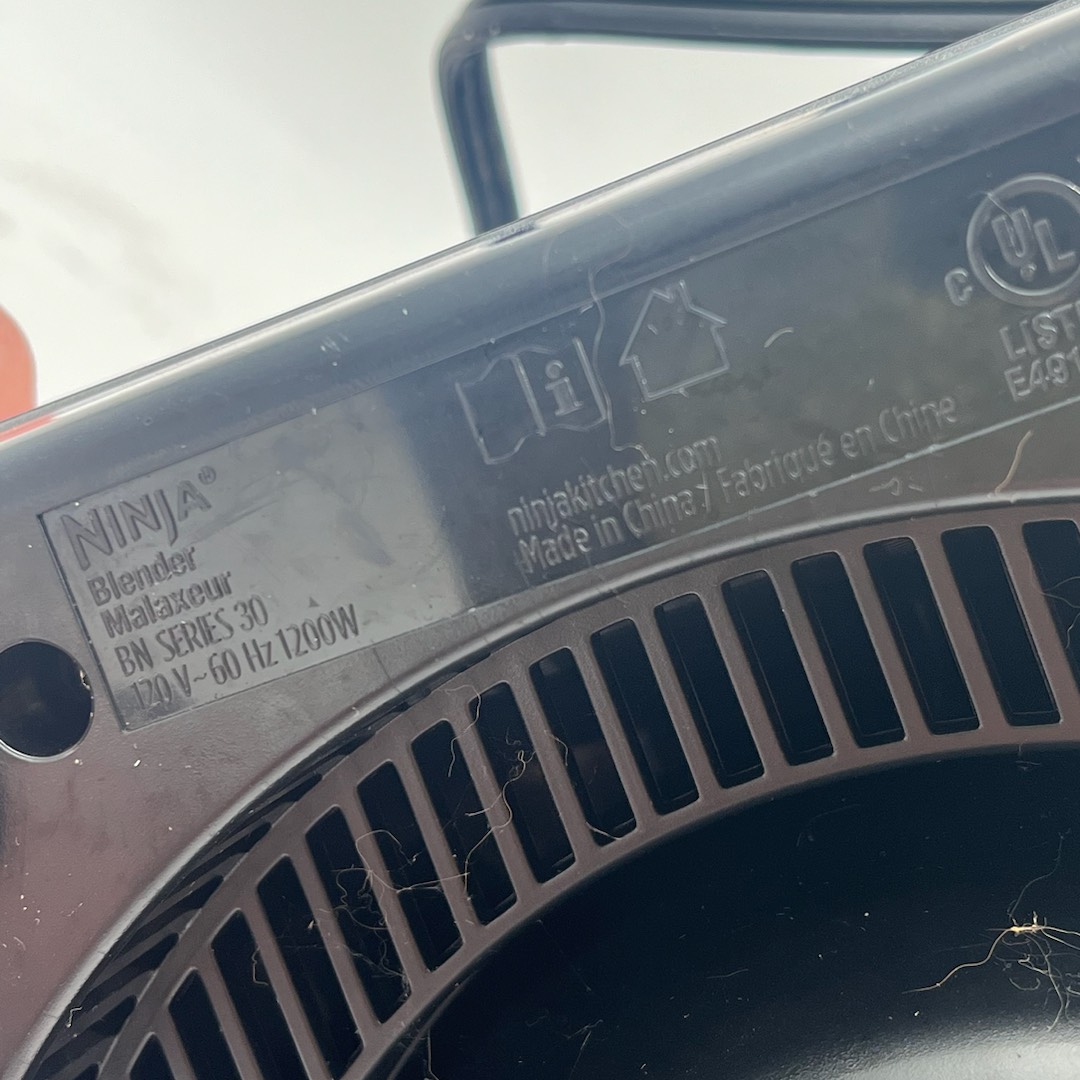 NINJA®
Blender
Malaxeur
BN SERIES 30
120 V~60 Hz 1200W
i
ninjakitchen.com
Made in China / Fabriqué en Chine
C UL